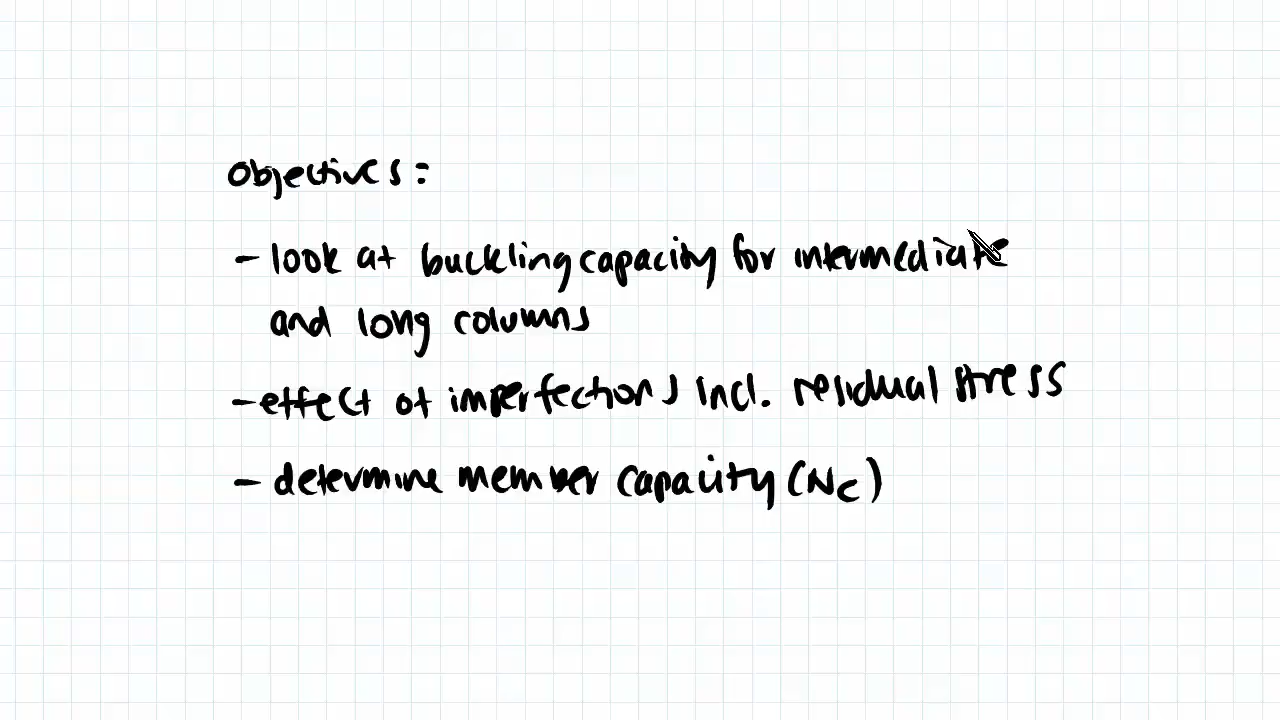 Objectives:
- look at buckling capacity for intermediate
and long columns
- effect of imperfections incl. residual stress
- determine member capacity (Nc)